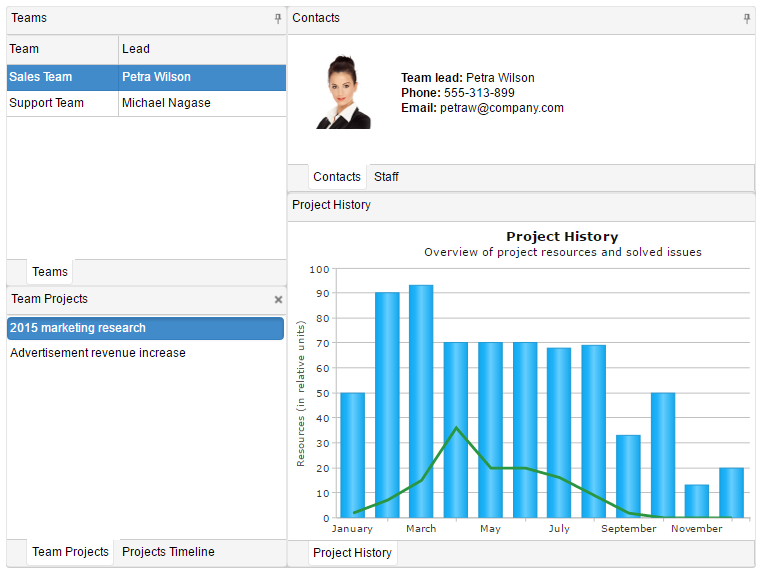 Teams
Team Lead
Sales Team Petra Wilson
Support Team Michael Nagase
Teams
Team Projects
2015 marketing research
Advertisement revenue increase
Team Projects Projects Timeline
Contacts
Team lead: Petra Wilson
Phone: 555-313-899
Email: petraw@company.com
Contacts Staff
Project History
Project History
Overview of project resources and solved issues
Resources (in relative units)
100
90
80
70
60
50
40
30
20
10
0
January March May July September November
Project History